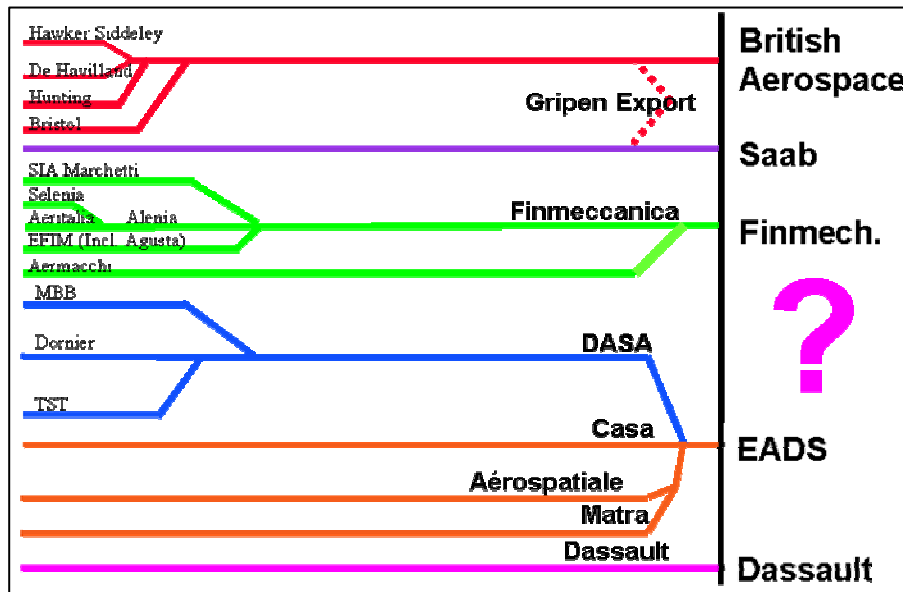 Hawker Siddeley
De Havilland
Hunting
Bristol
British
Aerospace
Gripen Export
Saab
SIA Marchetti
Selenia
Aeritalia Alenia
EFIM (Incl. Agusta)
Aermacchi
Finmeccanica
Finmech.
MBB
Dornier
TST
DASA
?
Casa
EADS
Aérospatiale
Matra
Dassault
Dassault